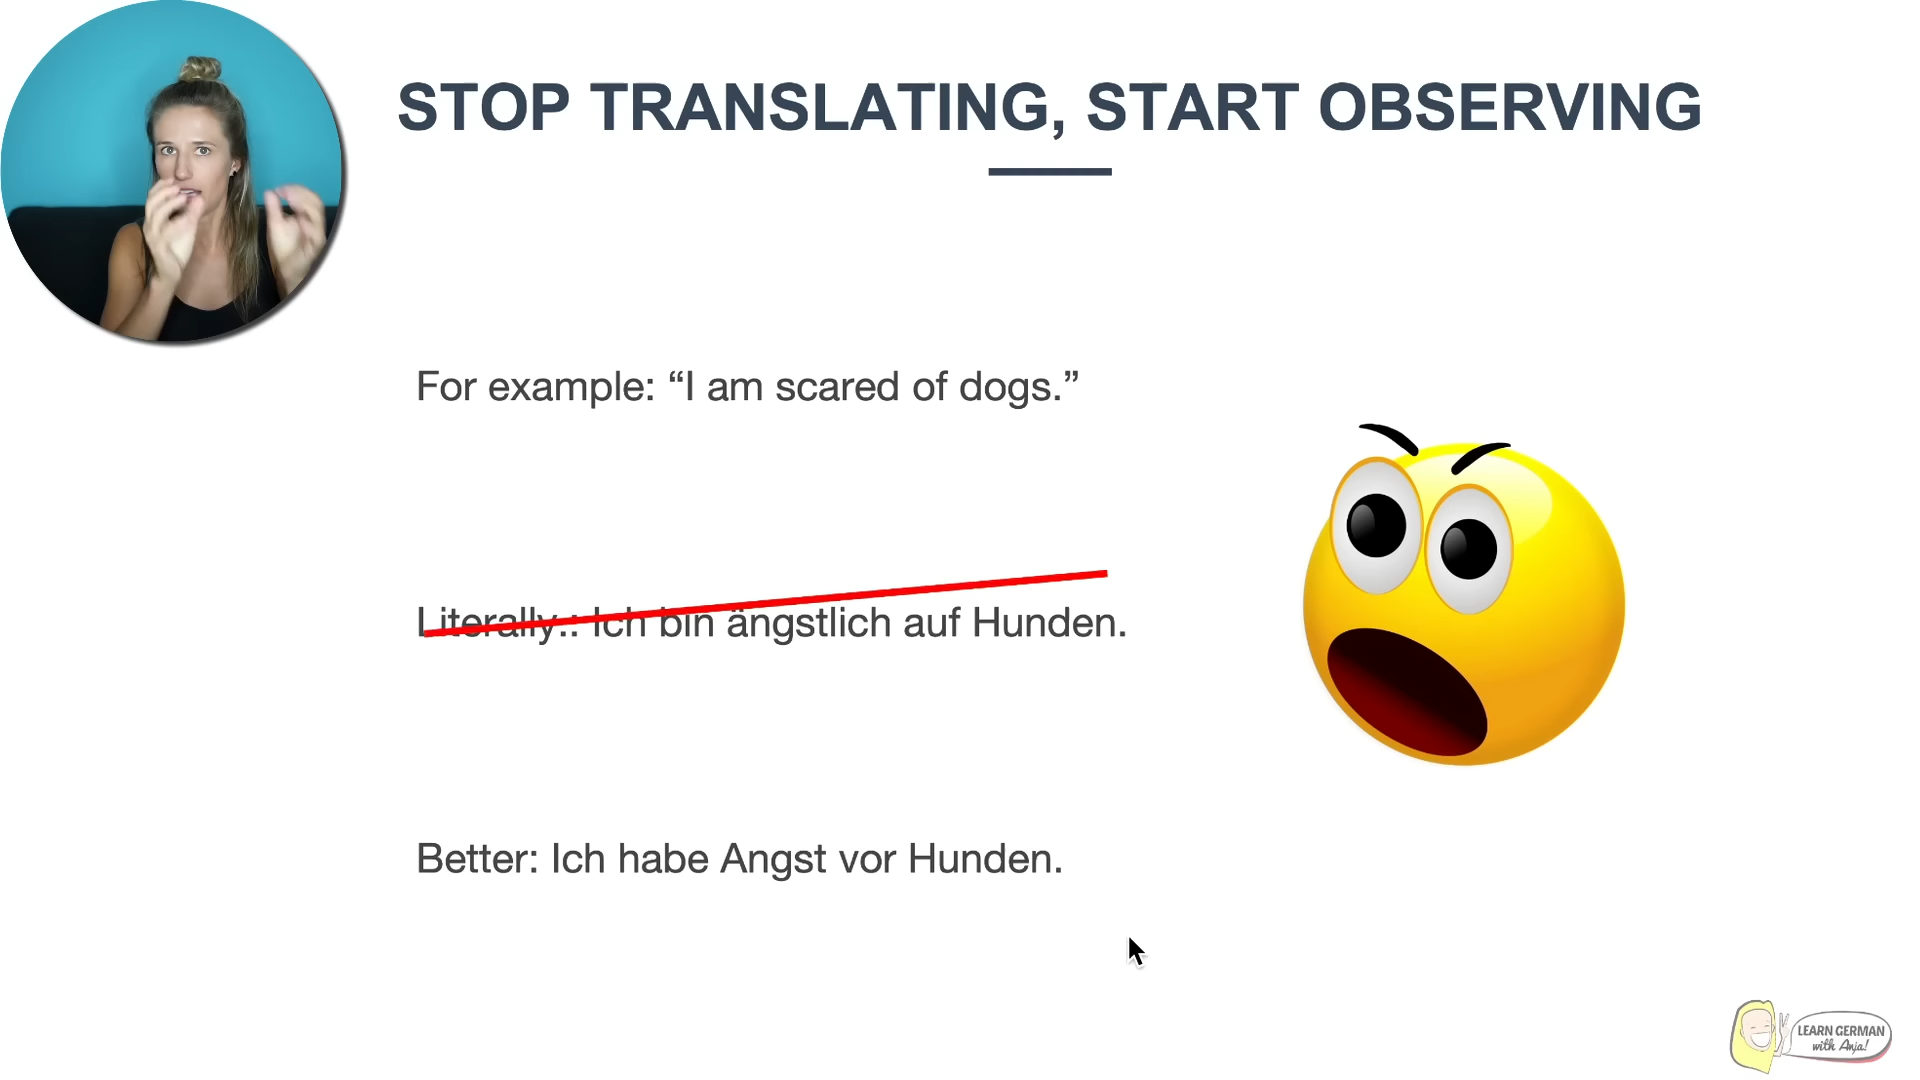 STOP TRANSLATING, START OBSERVING
For example: “I am scared of dogs.”
Literally.: Ich bin ängstlich auf Hunden.
Better: Ich habe Angst vor Hunden.
LEARN GERMAN
with Anja!